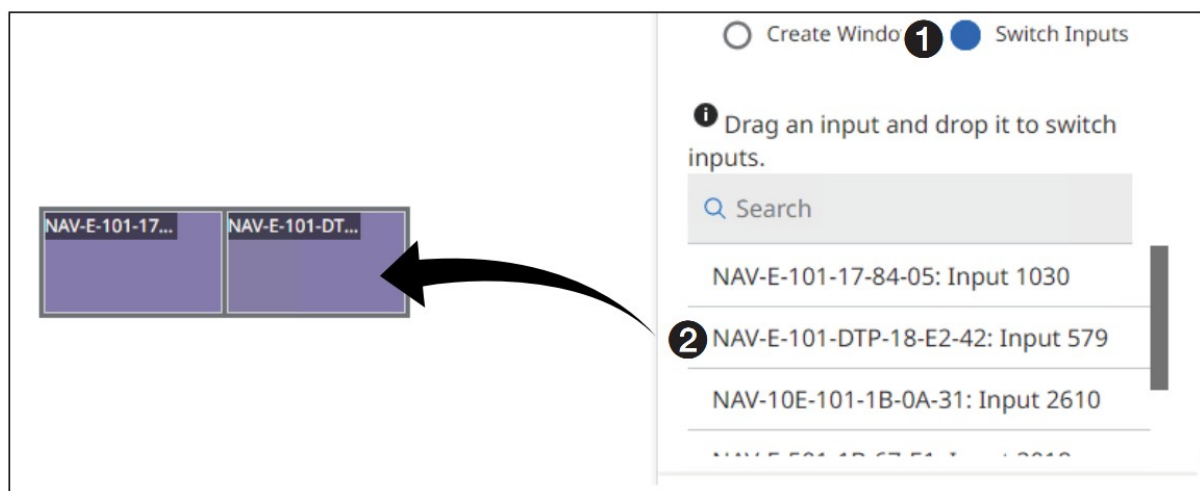 Create Windo
1
Switch Inputs
Drag an input and drop it to switch
inputs.
Search
NAV-E-101-17...
NAV-E-101-DT...
NAV-E-101-17-84-05: Input 1030
2
NAV-E-101-DTP-18-E2-42: Input 579
NAV-10E-101-1B-0A-31: Input 2610